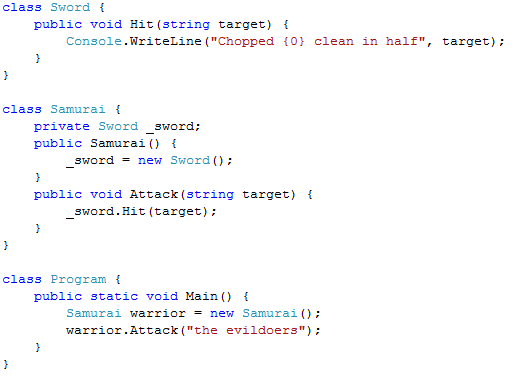 class Sword {
    public void Hit(string target) {
        Console.WriteLine("Chopped {0} clean in half", target);
    }
}

class Samurai {
    private Sword _sword;
    public Samurai() {
        _sword = new Sword();
    }
    public void Attack(string target) {
        _sword.Hit(target);
    }
}

class Program {
    public static void Main() {
        Samurai warrior = new Samurai();
        warrior.Attack("the evildoers");
    }
}